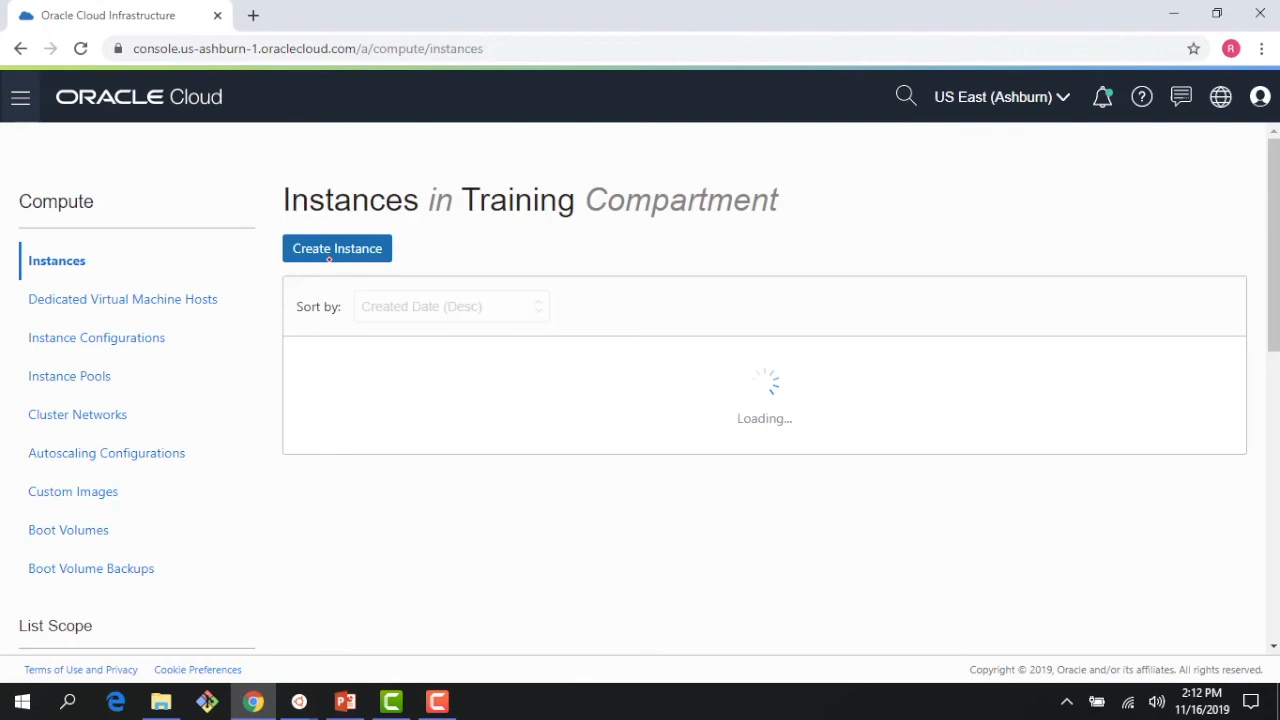 Oracle Cloud Infrastructure
console.us-ashburn-1.oraclecloud.com/a/compute/instances
R
ORACLE Cloud
US East (Ashburn)
Compute
Instances
Dedicated Virtual Machine Hosts
Instance Configurations
Instance Pools
Cluster Networks
Autoscaling Configurations
Custom Images
Boot Volumes
Boot Volume Backups
List Scope
Instances in Training Compartment
Create Instance
Sort by: Created Date (Desc)
Loading...
Terms of Use and Privacy Cookie Preferences
Copyright © 2019, Oracle and/or its affiliates. All rights reserved.
2:12 PM
11/16/2019